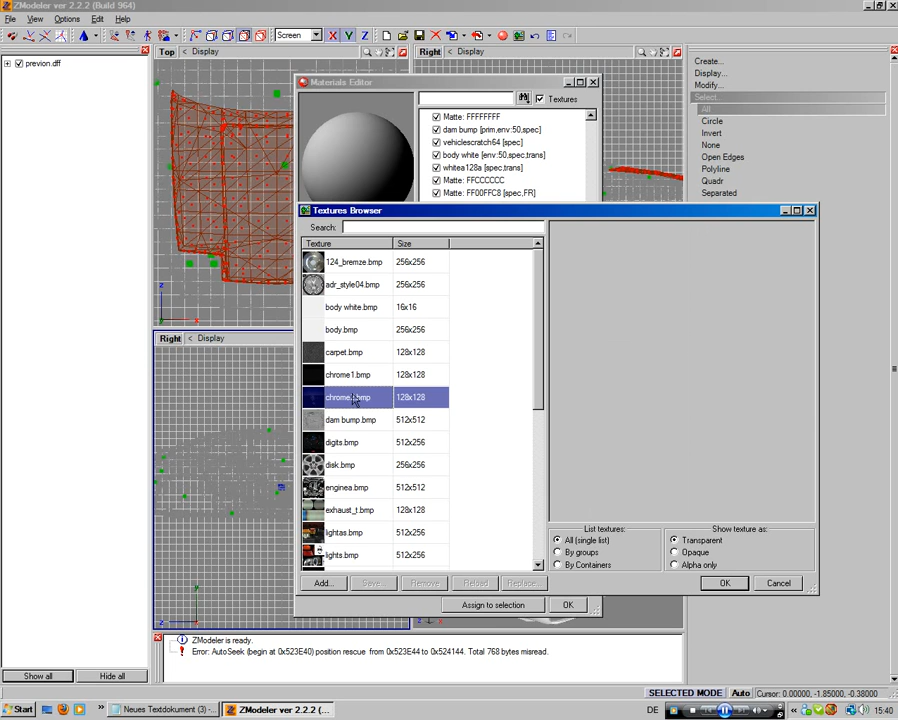 ZModeler ver 2.2.2 (Build 964)
File View Options Edit Help
Screen X Y Z
Top < Display
Right < Display
previon.dff
Materials Editor
Textures
Matte: FFFFFFFF
dam bump [prim,env:50,spec]
vehiclescratch64 [spec]
body white [env:50,spec,trans]
whitea128a [spec,trans]
Matte: FFCCCCCC
Matte: FF00FFC8 [spec,FR]
Create...
Display...
Modify...
Select...
All
Circle
Invert
None
Open Edges
Polyline
Quadr
Separated
Textures Browser
Search:
Texture Size
124_bremze.bmp 256x256
adr_style04.bmp 256x256
body white.bmp 16x16
body.bmp 256x256
carpet.bmp 128x128
chrome1.bmp 128x128
128x128
dam bump.bmp 512x512
digits.bmp 512x256
disk.bmp 256x256
enginea.bmp 512x512
exhaust_t.bmp 128x128
lightas.bmp 512x256
lights.bmp 512x256
List textures:
All (single list)
By groups
By Containers
Show texture as:
Transparent
Opaque
Alpha only
Add... Save... Remove Reload Replace... OK Cancel
Assign to selection OK
Right < Display
Show all Hide all
ZModeler is ready.
Error: AutoSeek (begin at 0x523E40) position rescue from 0x523E44 to 0x524144. Total 768 bytes misread.
SELECTED MODE Auto Cursor: 0.00000, -1.85000, -0.38000
Start Neues Textdokument (3) -... ZModeler ver 2.2.2 (... DE 15:40